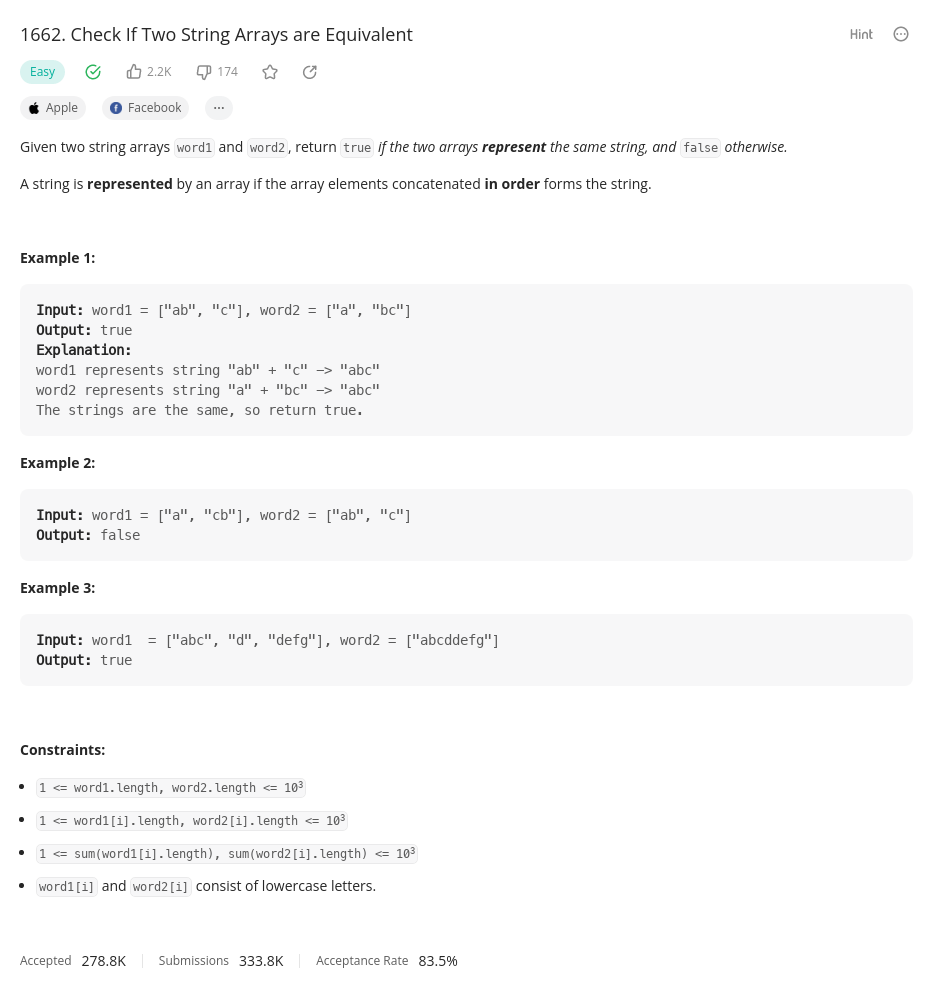 1662. Check If Two String Arrays are Equivalent
Hint
Easy
2.2K
174
Apple
Facebook
Given two string arrays word1 and word2, return true if the two arrays represent the same string, and false otherwise.
A string is represented by an array if the array elements concatenated in order forms the string.
Example 1:
Input: word1 = ["ab", "c"], word2 = ["a", "bc"]
Output: true
Explanation:
word1 represents string "ab" + "c" -> "abc"
word2 represents string "a" + "bc" -> "abc"
The strings are the same, so return true.
Example 2:
Input: word1 = ["a", "cb"], word2 = ["ab", "c"]
Output: false
Example 3:
Input: word1  = ["abc", "d", "defg"], word2 = ["abcddefg"]
Output: true
Constraints:
• 1 <= word1.length, word2.length <= 10³
• 1 <= word1[i].length, word2[i].length <= 10³
• 1 <= sum(word1[i].length), sum(word2[i].length) <= 10³
• word1[i] and word2[i] consist of lowercase letters.
Accepted 278.8K Submissions 333.8K Acceptance Rate 83.5%